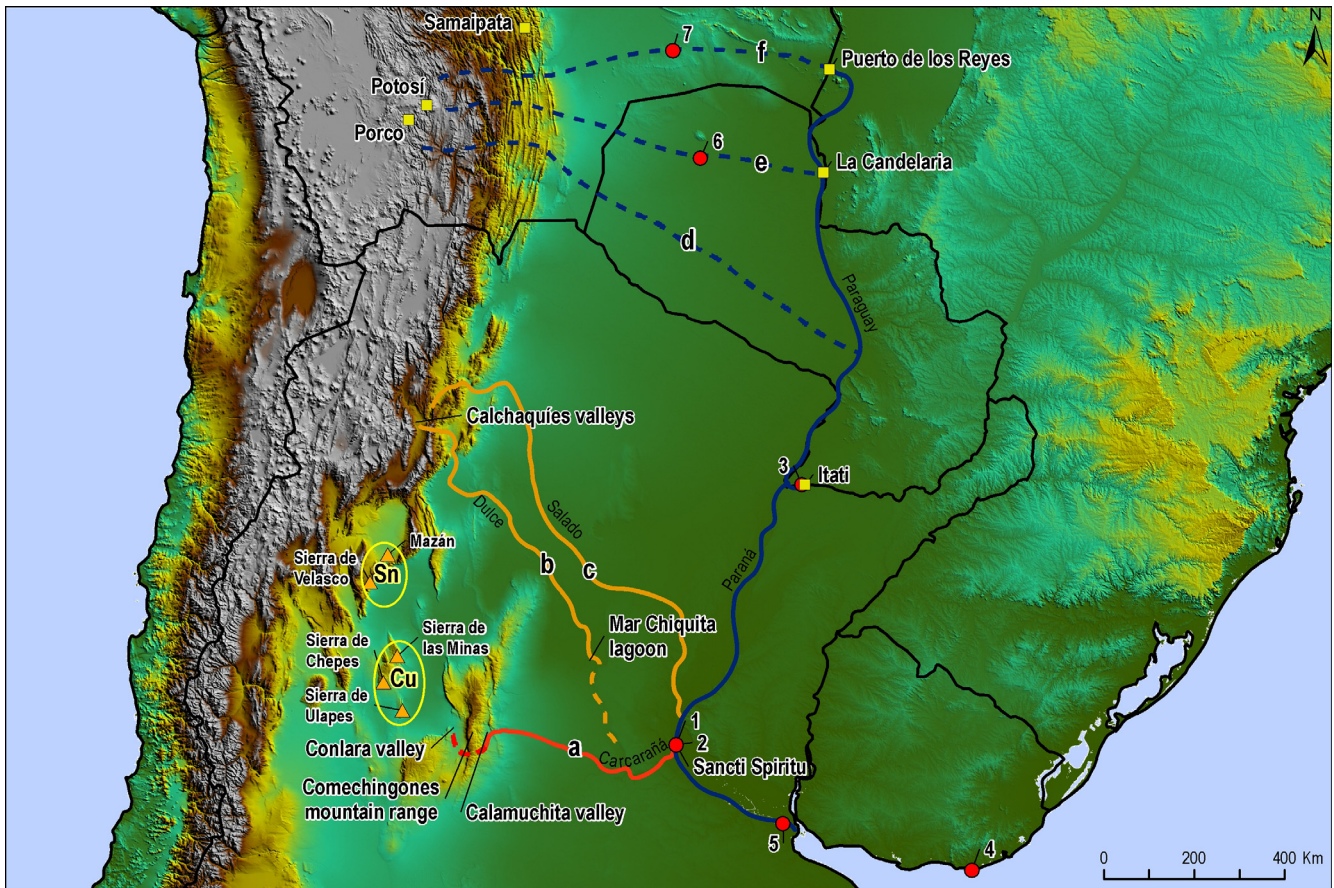 Samaipata
7
f
N
Puerto de los Reyes
Potosí
Porco
6
e
La Candelaria
d
Paraguay
Calchaquíes valleys
3
Itati
Dulce
Salado
Paraná
Mazán
Sierra de
Velasco
Sn
b
c
Sierra de
las Minas
Mar Chiquita
lagoon
Sierra de
Chepes
Cu
Sierra de
Ulapes
1
2
Conlara valley
a
Carcarañá
Sancti Spiritu
Comechingones
mountain range
Calamuchita valley
5
4
0 200 400 Km